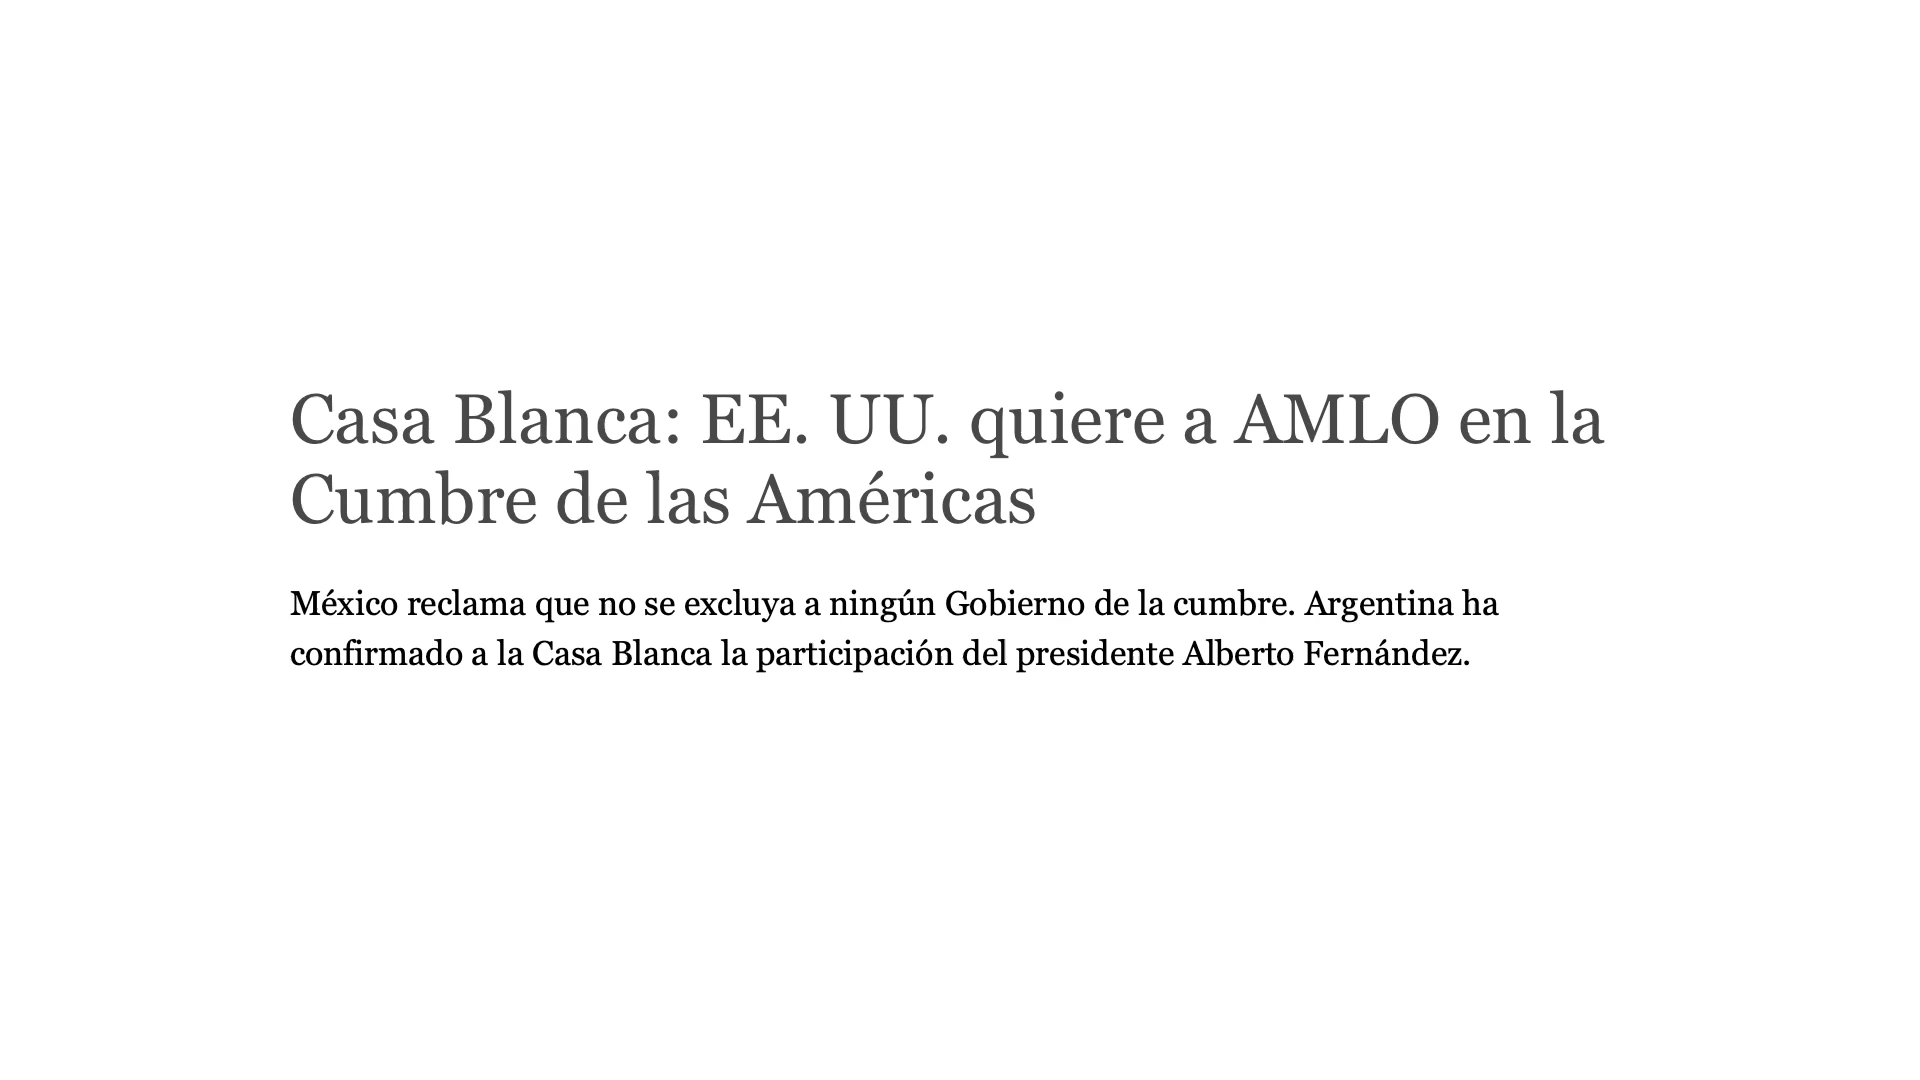 Casa Blanca: EE. UU. quiere a AMLO en la
Cumbre de las Américas
México reclama que no se excluya a ningún Gobierno de la cumbre. Argentina ha
confirmado a la Casa Blanca la participación del presidente Alberto Fernández.